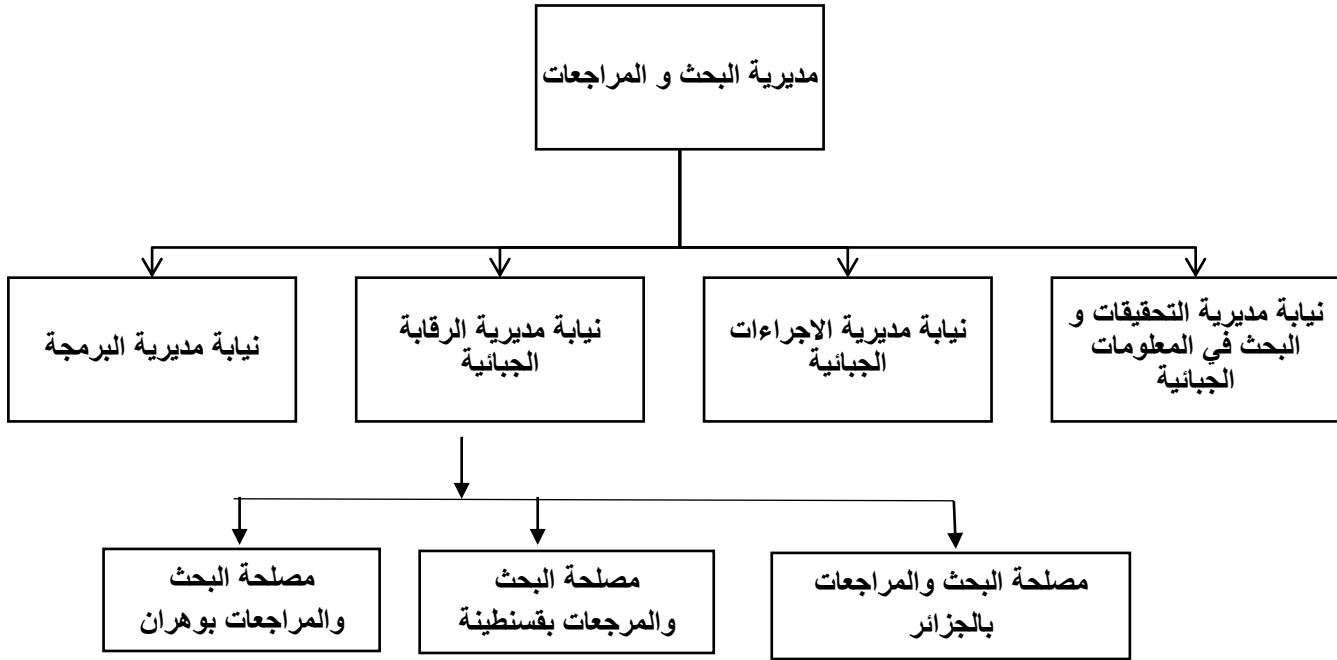 مديرية البحث و المراجعات
نيابة مديرية التحقيقات و
البحث في المعلومات
الجبائية
نيابة مديرية الاجراءات
الجبائية
نيابة مديرية الرقابة
الجبائية
نيابة مديرية البرمجة
مصلحة البحث والمراجعات
بالجزائر
مصلحة البحث
والمرجعات بقسنطينة
مصلحة البحث
والمراجعات بوهران